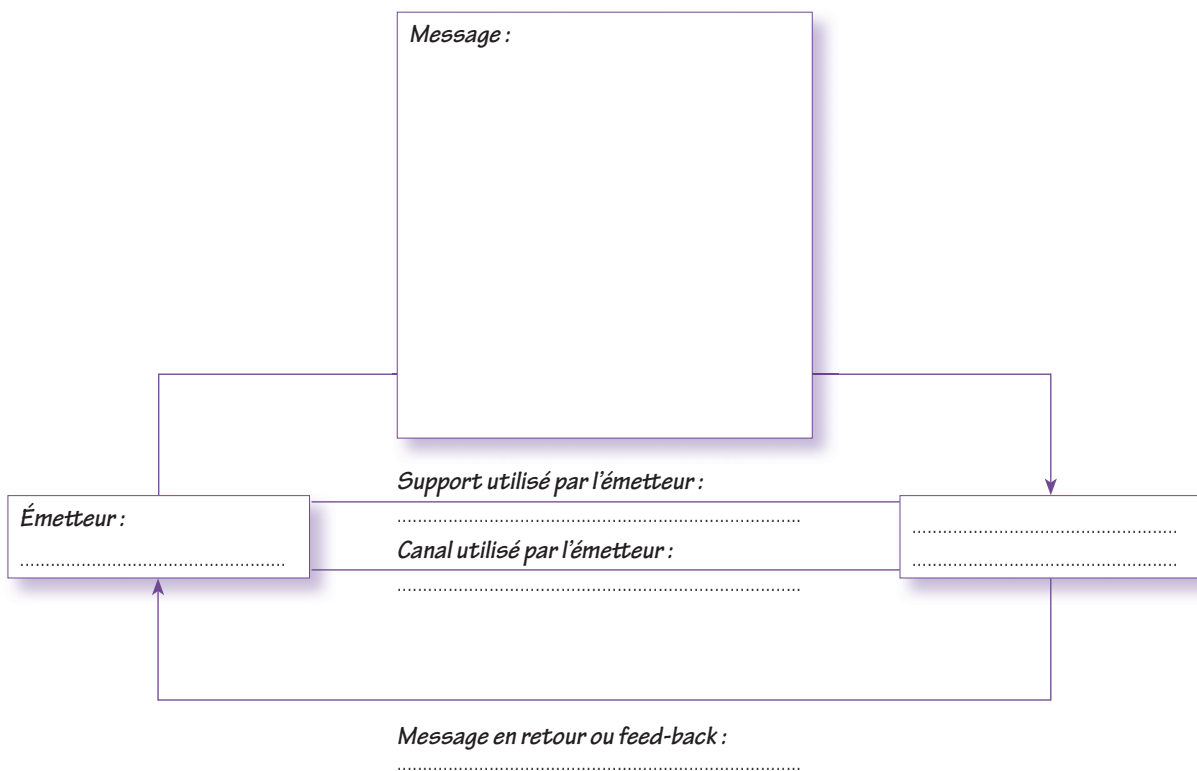 Message :
Support utilisé par l'émetteur :
................................................................................
Émetteur :
.....................................................
Canal utilisé par l'émetteur :
................................................................................
.....................................................
.....................................................
Message en retour ou feed-back :
................................................................................